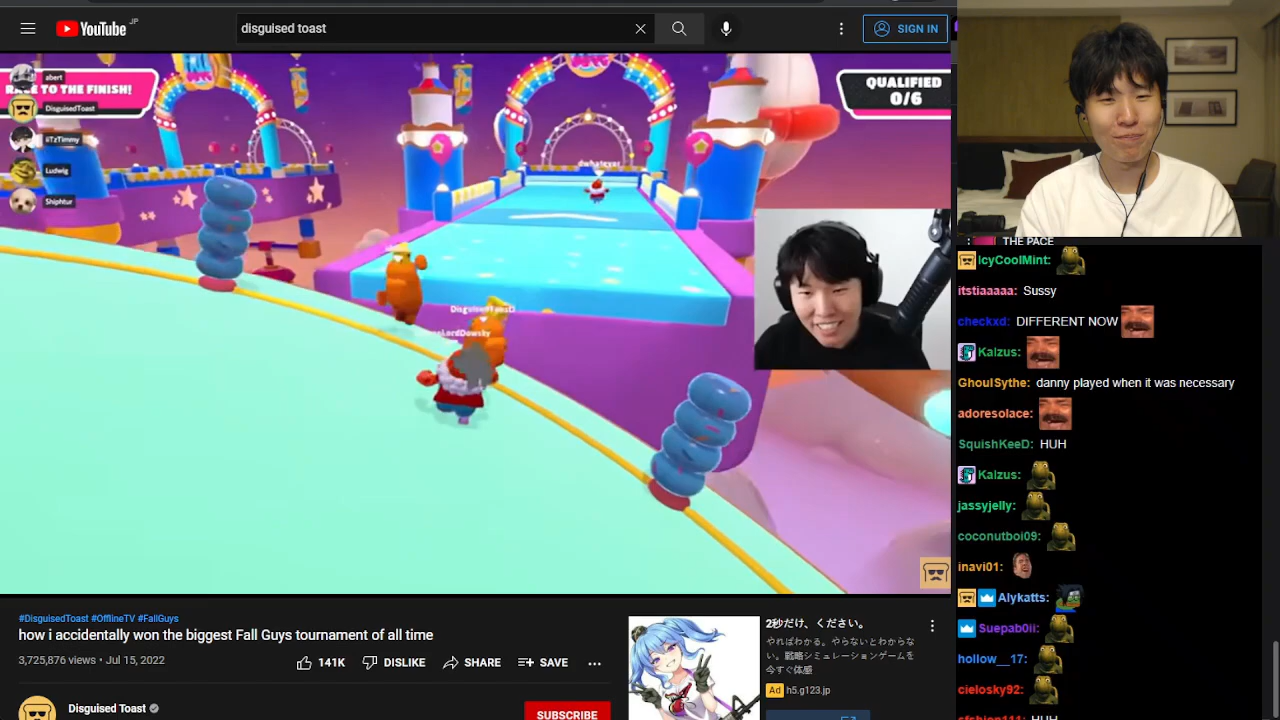 YouTube JP
disguised toast
SIGN IN
RACE TO THE FINISH!
abert
DisguisedToast
iiTzTimmy
Ludwig
Shiphtur
QUALIFIED
0/6
dwhatever
#DisguisedToast #OfflineTV #FallGuys
how i accidentally won the biggest Fall Guys tournament of all time
3,725,876 views • Jul 15, 2022
141K
DISLIKE
SHARE
SAVE
Disguised Toast
SUBSCRIBE
2秒だけ、ください。
やればわかる。やらないとわからな
い。戦略シミュレーションゲームを
今すぐ体感
Ad h5.g123.jp
THE PACE
IcyCoolMint:
itstiaaaaa: Sussy
checkxd: DIFFERENT NOW
Kalzus:
GhoulSythe: danny played when it was necessary
adoresolace:
SquishKeeD: HUH
Kalzus:
jassyjelly:
coconutboi09:
inavi01:
Alykatts:
Suepab0ii:
hollow__17:
cielosky92:
HUH